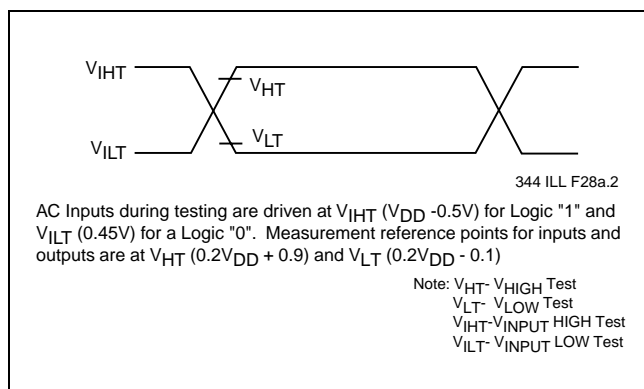 VIHT
VHT
VLT
VILT
344 ILL F28a.2
AC Inputs during testing are driven at VIHT (VDD -0.5V) for Logic "1" and
VILT (0.45V) for a Logic "0". Measurement reference points for inputs and
outputs are at VHT (0.2VDD + 0.9) and VLT (0.2VDD - 0.1)
Note: VHT- VHIGH Test
VLT- VLOW Test
VIHT-VINPUT HIGH Test
VILT- VINPUT LOW Test